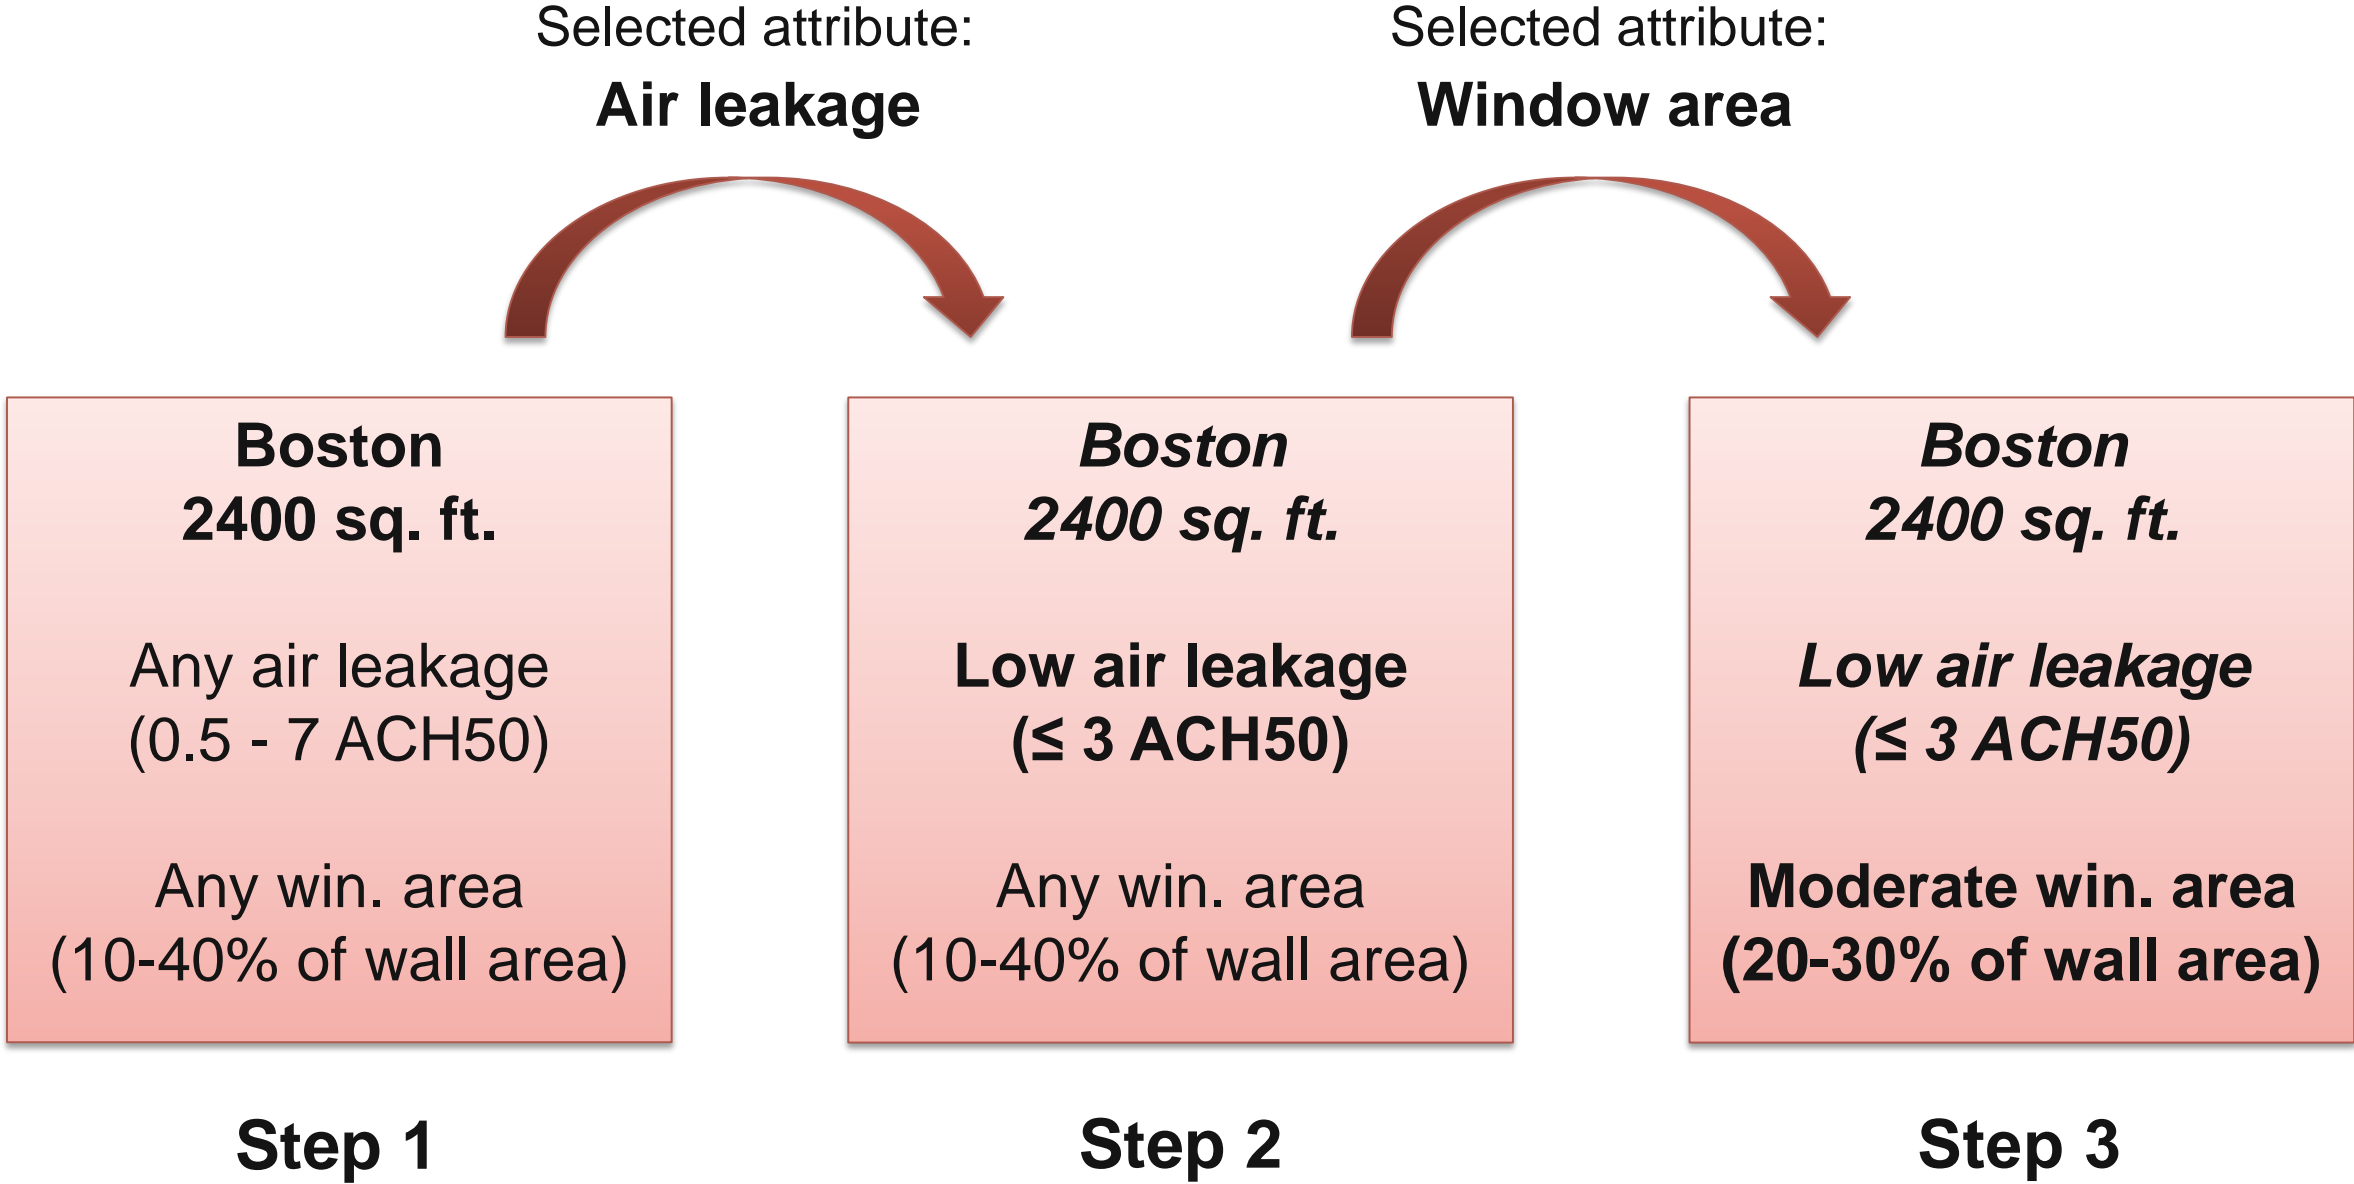 Selected attribute:
Air leakage
Selected attribute:
Window area
Boston
2400 sq. ft.
Any air leakage
(0.5 - 7 ACH50)
Any win. area
(10-40% of wall area)
Step 1
Boston
2400 sq. ft.
Low air leakage
(≤ 3 ACH50)
Any win. area
(10-40% of wall area)
Step 2
Boston
2400 sq. ft.
Low air leakage
(≤ 3 ACH50)
Moderate win. area
(20-30% of wall area)
Step 3